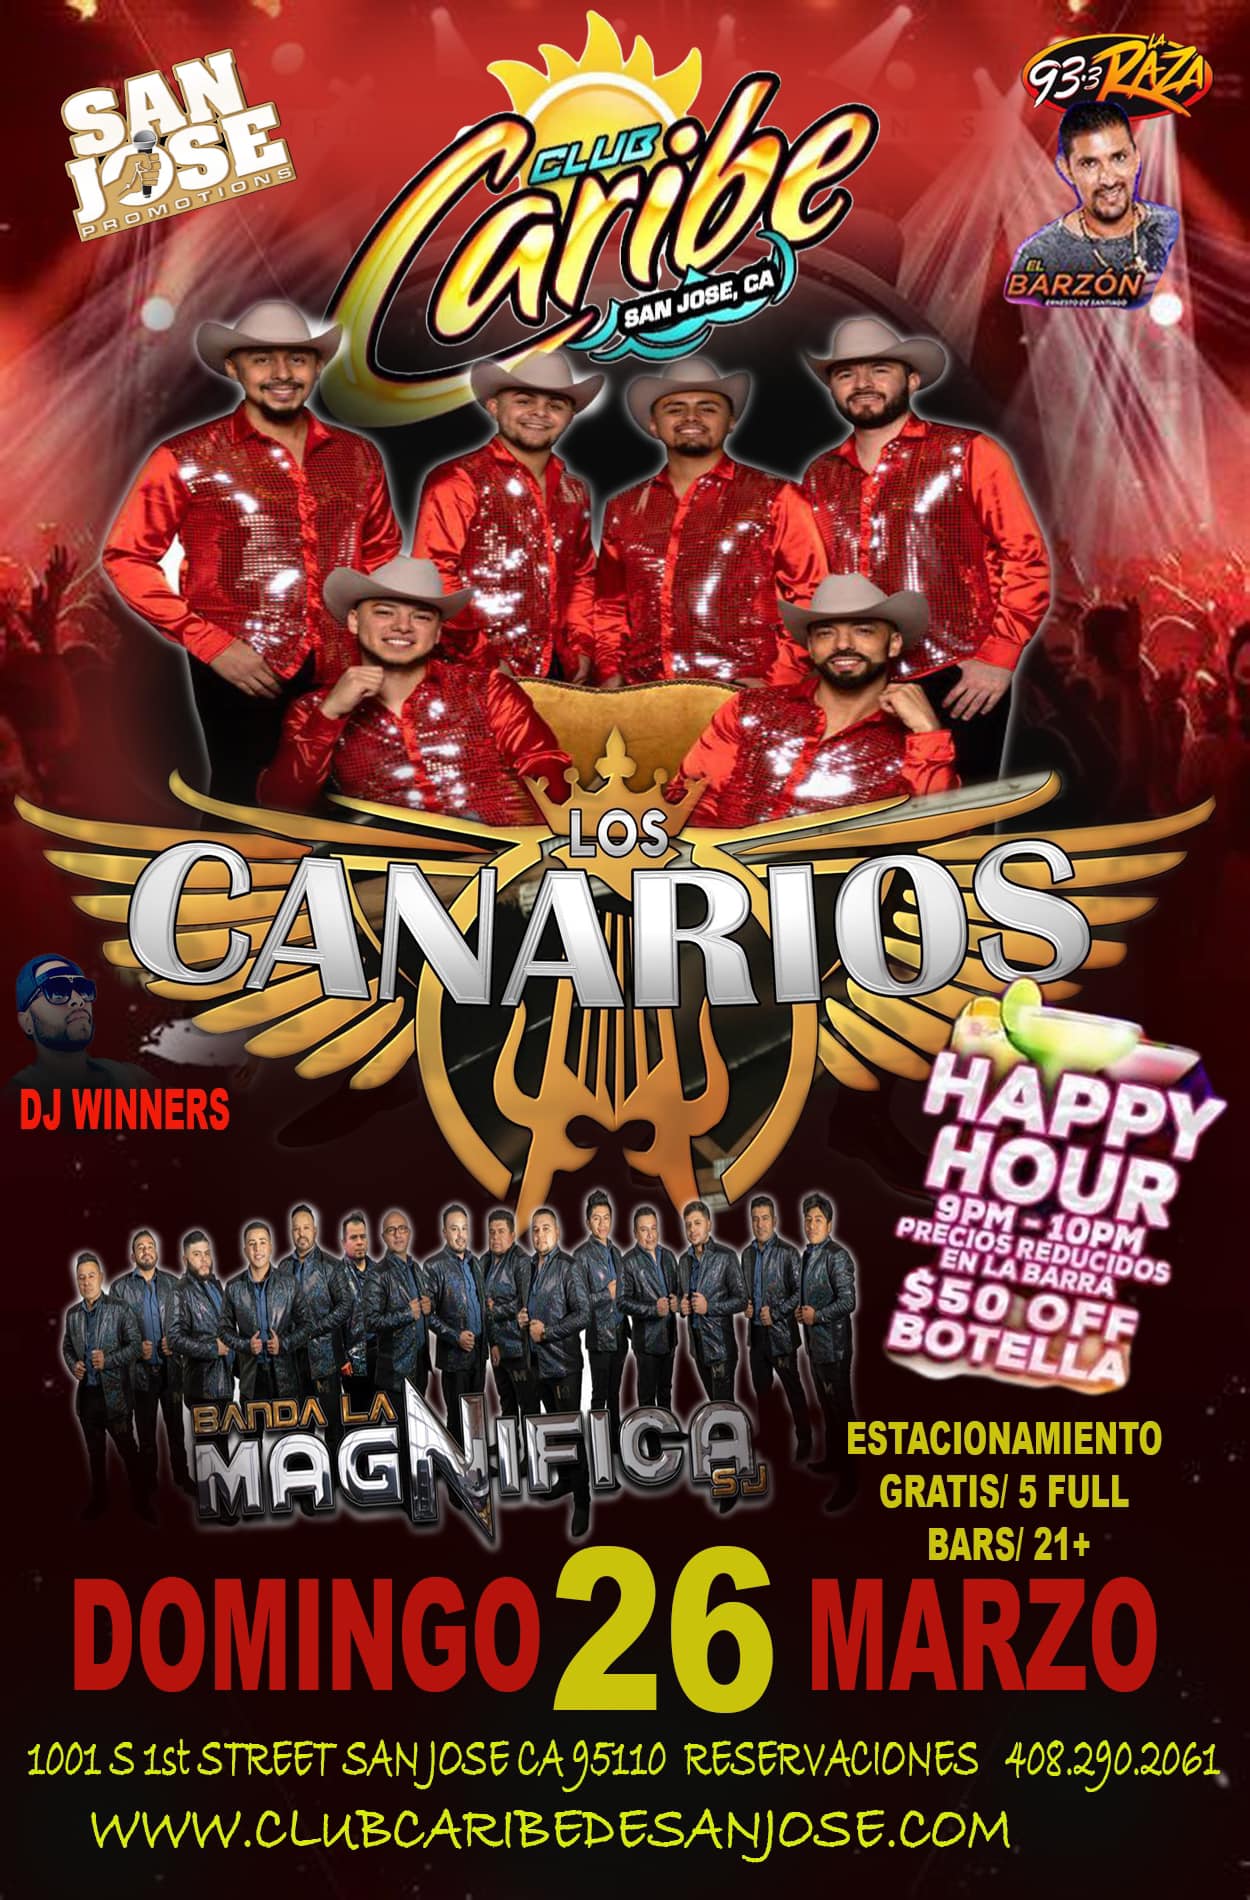 SAN
JOSE
PROMOTIONS
CLUB
Caribe
SAN JOSE, CA
93.3 LA RAZA
EL
BARZÓN
ERNESTO DE SANTIAGO
LOS
CANARIOS
DJ WINNERS
HAPPY
HOUR
9PM - 10PM
PRECIOS REDUCIDOS
EN LA BARRA
$50 OFF
BOTELLA
BANDA LA
MAGNIFICA
SJ
ESTACIONAMIENTO
GRATIS/ 5 FULL
BARS/ 21+
DOMINGO 26 MARZO
1001 S 1st STREET SAN JOSE CA 95110 RESERVACIONES 408.290.2061
WWW.CLUBCARIBEDESANJOSE.COM